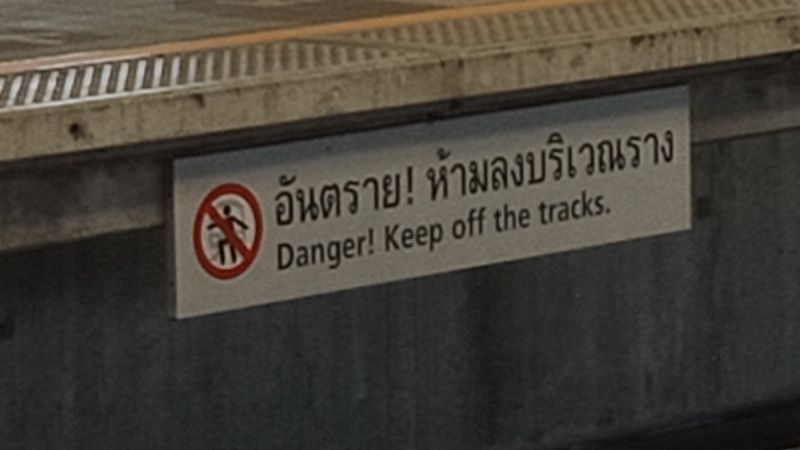 อันตราย! ห้ามลงบริเวณราง
Danger! Keep off the tracks.